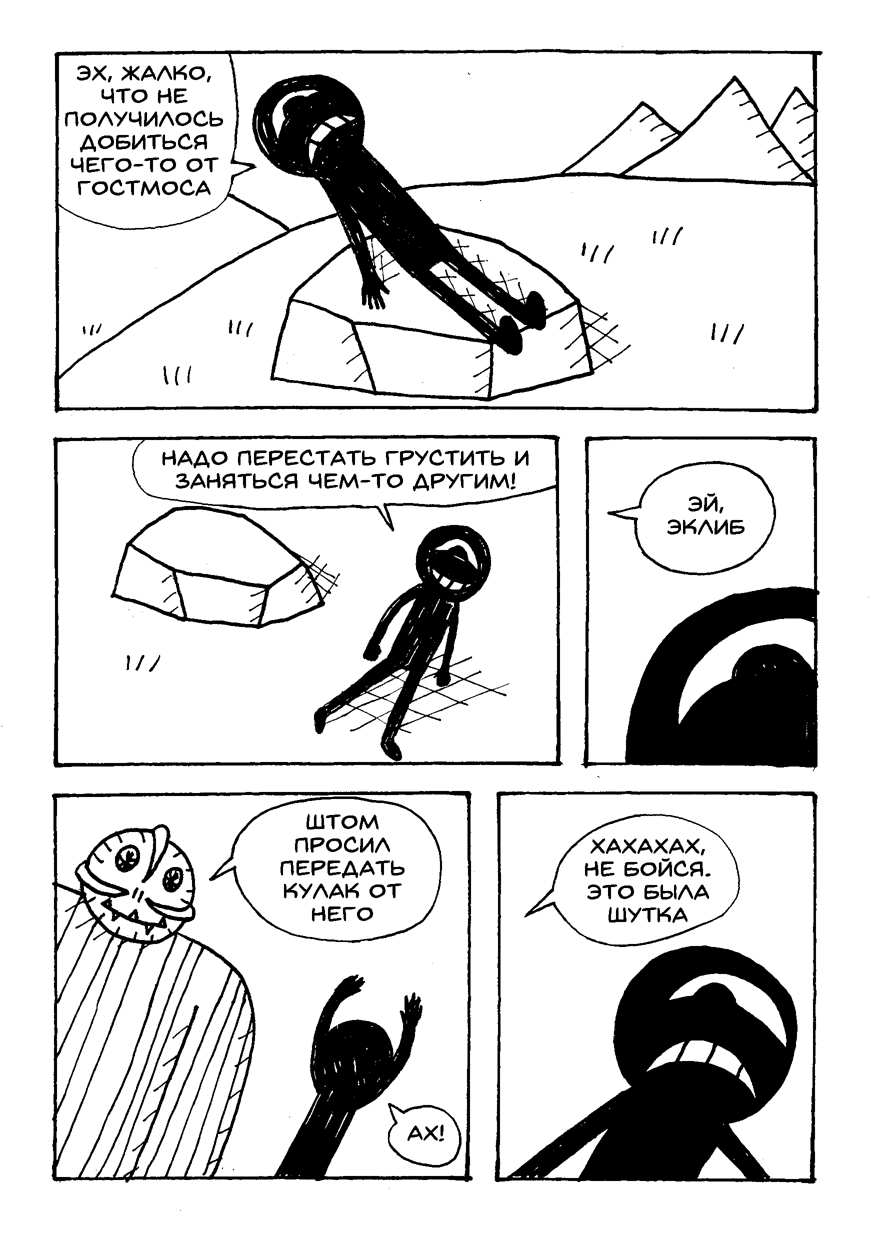 ЭХ, ЖАЛКО,
ЧТО НЕ
ПОЛУЧИЛОСЬ
ДОБИТЬСЯ
ЧЕГО-ТО ОТ
ГОСТМОСА
НАДО ПЕРЕСТАТЬ ГРУСТИТЬ И
ЗАНЯТЬСЯ ЧЕМ-ТО ДРУГИМ!
ЭЙ,
ЭКЛИБ
ШТОМ
ПРОСИЛ
ПЕРЕДАТЬ
КУЛАК ОТ
НЕГО
АХ!
ХАХАХАХ,
НЕ БОЙСЯ.
ЭТО БЫЛА
ШУТКА